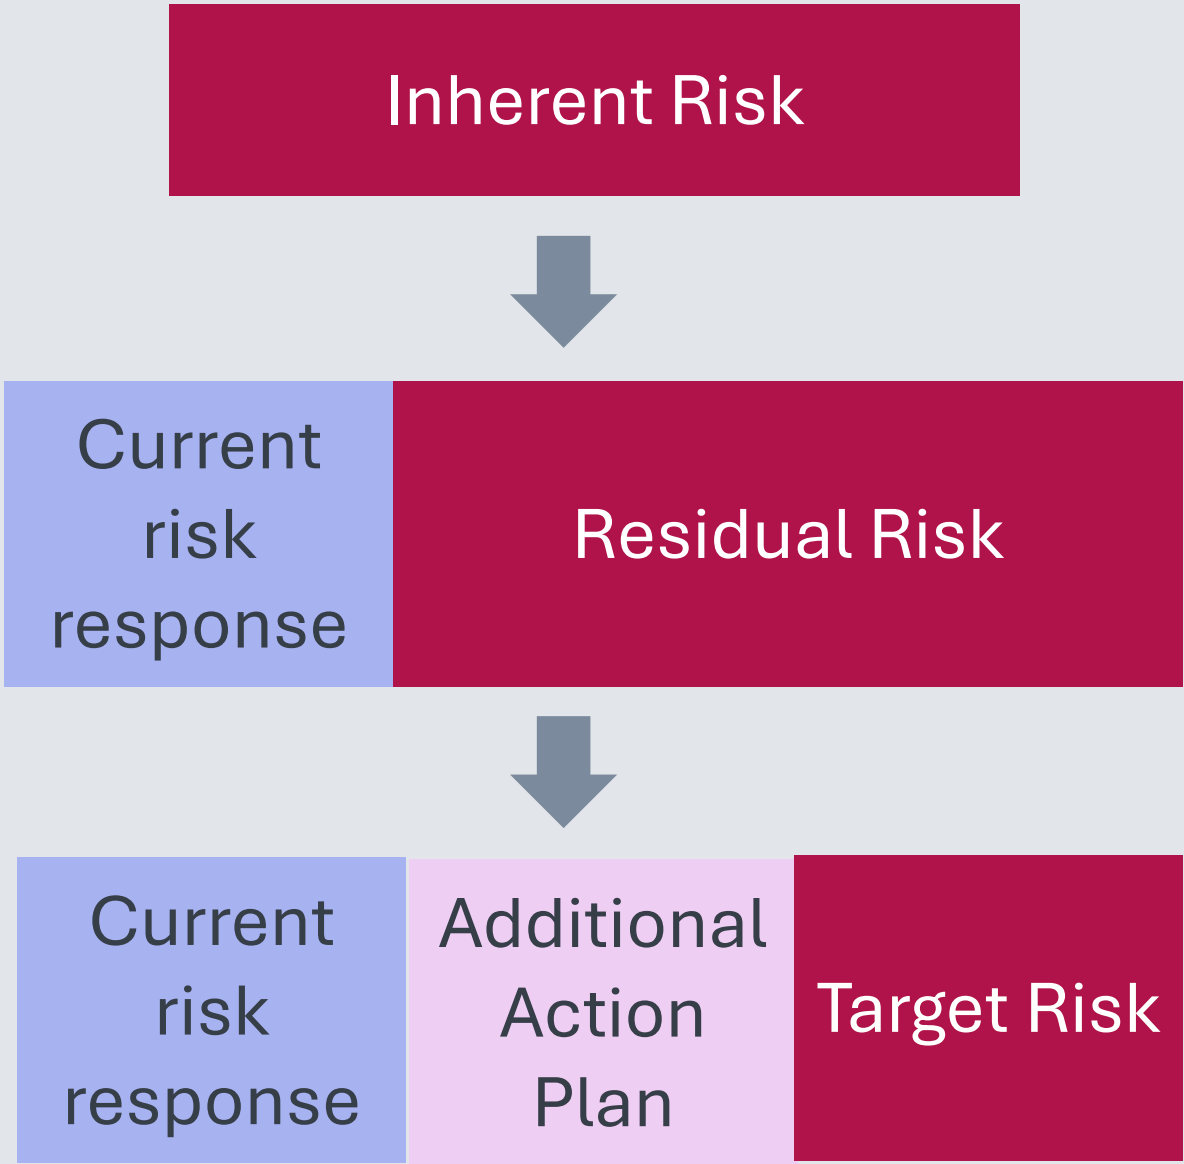 Inherent Risk
Current
risk
response
Residual Risk
Current
risk
response
Additional
Action
Plan
Target Risk